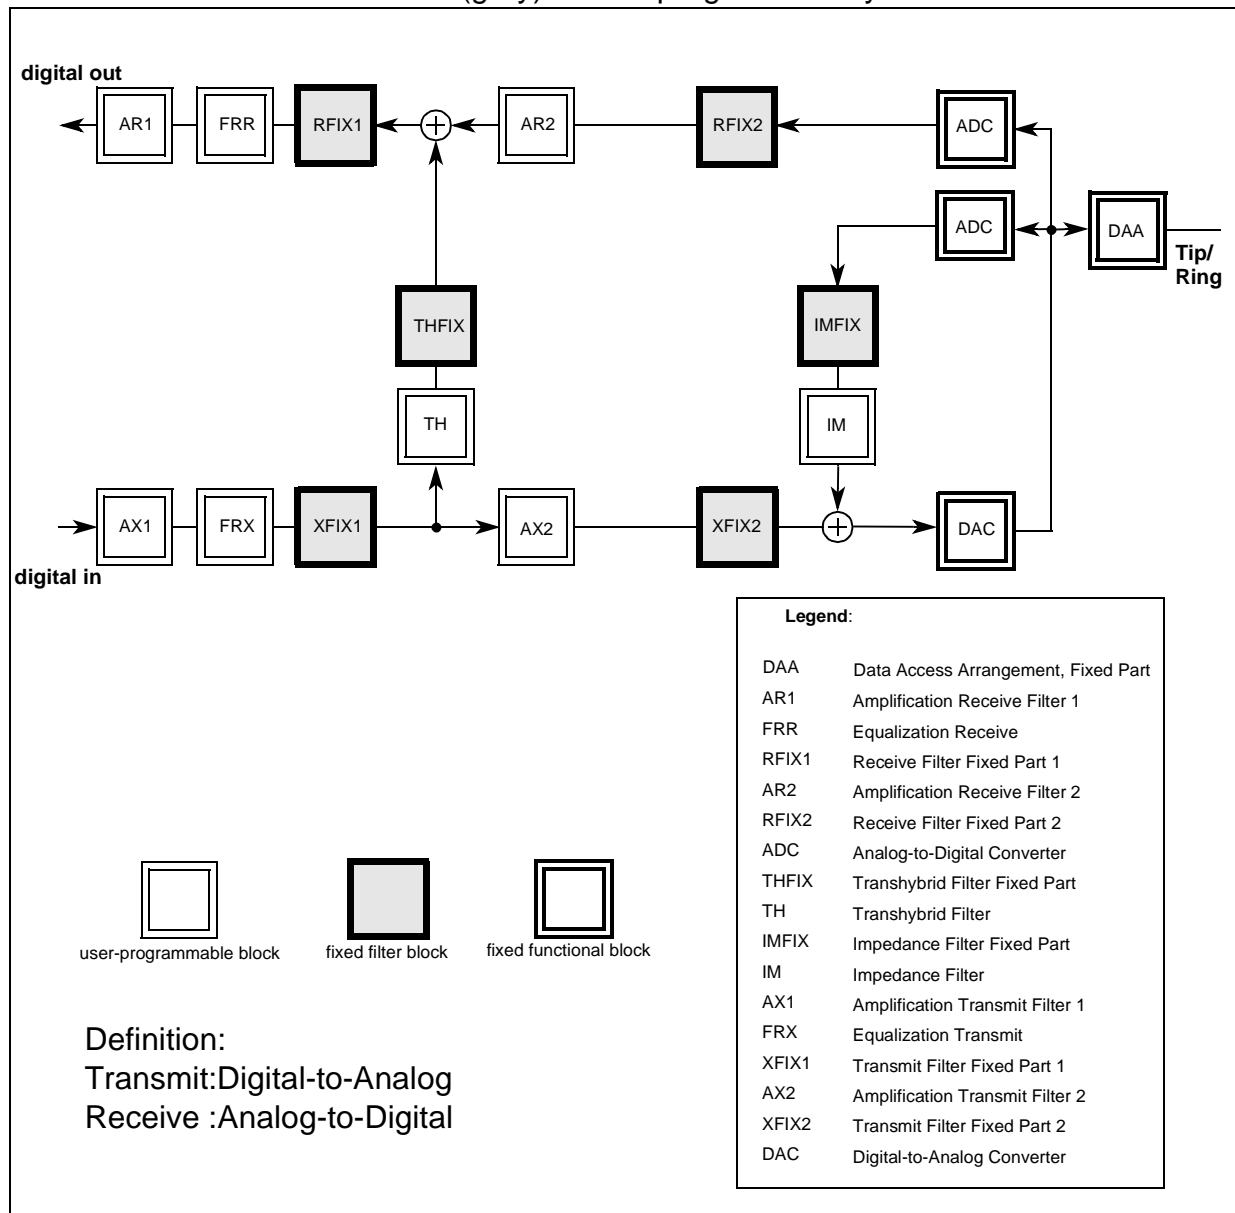 digital out
AR1
FRR
RFIX1
AR2
RFIX2
ADC
ADC
DAA
Tip/
Ring
THFIX
IMFIX
TH
IM
AX1
FRX
XFIX1
AX2
XFIX2
DAC
digital in
Legend:
DAA Data Access Arrangement, Fixed Part
AR1 Amplification Receive Filter 1
FRR Equalization Receive
RFIX1 Receive Filter Fixed Part 1
AR2 Amplification Receive Filter 2
RFIX2 Receive Filter Fixed Part 2
ADC Analog-to-Digital Converter
THFIX Transhybrid Filter Fixed Part
TH Transhybrid Filter
IMFIX Impedance Filter Fixed Part
IM Impedance Filter
AX1 Amplification Transmit Filter 1
FRX Equalization Transmit
XFIX1 Transmit Filter Fixed Part 1
AX2 Amplification Transmit Filter 2
XFIX2 Transmit Filter Fixed Part 2
DAC Digital-to-Analog Converter
user-programmable block
fixed filter block
fixed functional block
Definition:
Transmit:Digital-to-Analog
Receive :Analog-to-Digital